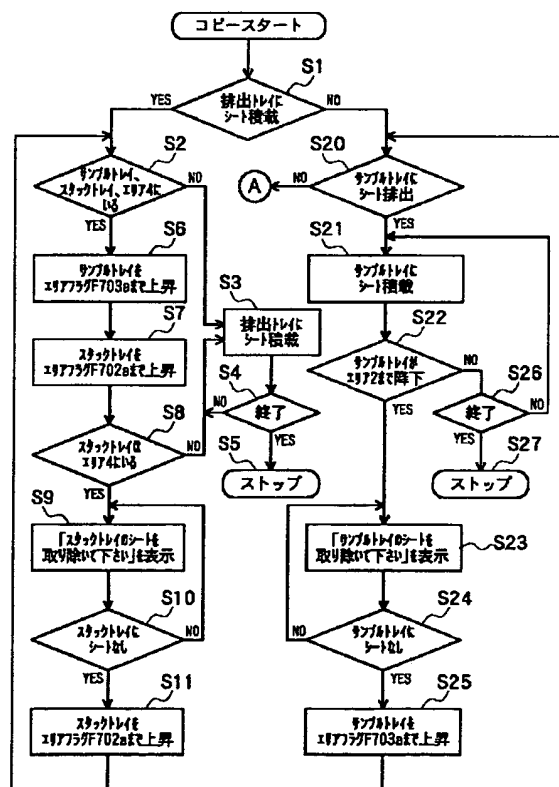 コピースタート
S1
排出トレイに
シート積載
YES
NO
S2
サンプルトレイ、
スタックトレイ、エリア4に
いる
NO
YES
S20
サンプルトレイに
シート排出
NO
A
YES
S6
サンプルトレイを
エリアフラグF703aまで上昇
S21
サンプルトレイに
シート積載
S3
排出トレイに
シート積載
S7
スタックトレイを
エリアフラグF702aまで上昇
S22
サンプルトレイが
エリア2まで降下
NO
YES
S4
終了
NO
YES
S26
終了
NO
YES
S8
スタックトレイは
エリア4にいる
NO
YES
S5
ストップ
S27
ストップ
S9
「スタックトレイのシートを
取り除いて下さい」を表示
S23
「サンプルトレイのシートを
取り除いて下さい」を表示
S10
スタックトレイに
シートなし
NO
YES
S24
サンプルトレイに
シートなし
NO
YES
S11
スタックトレイを
エリアフラグF702aまで上昇
S25
サンプルトレイを
エリアフラグF703aまで上昇